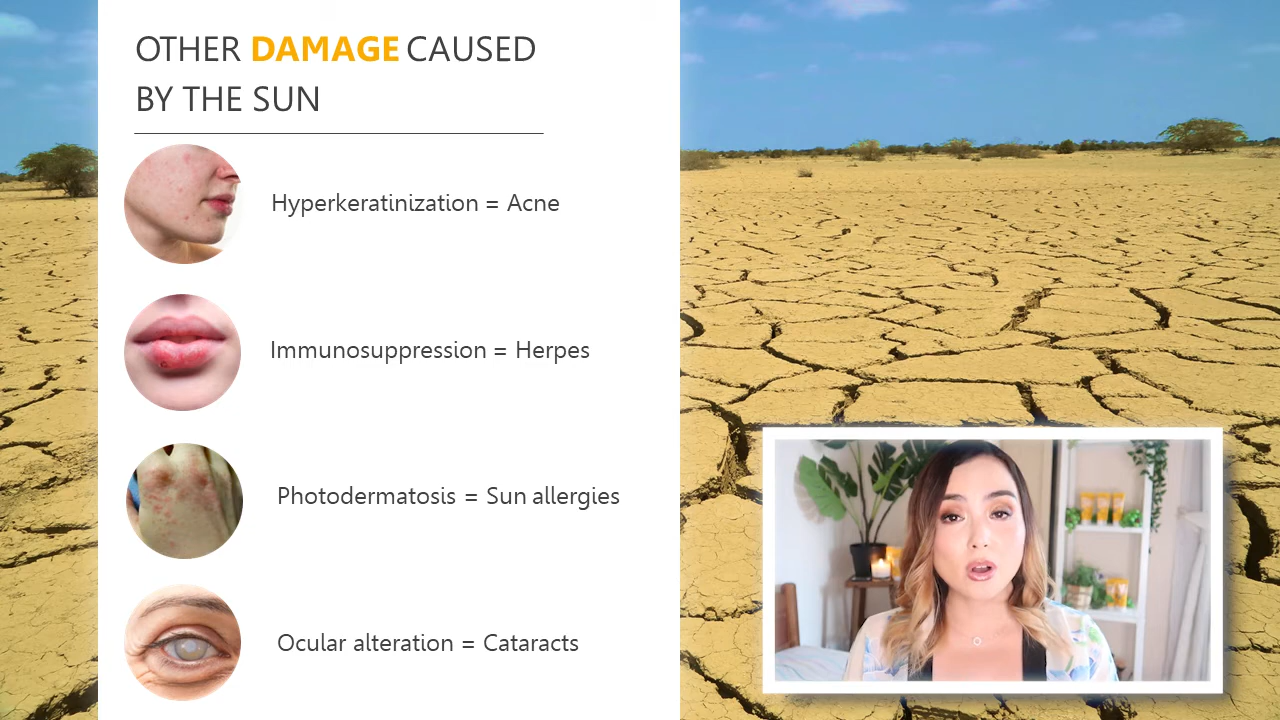 OTHER DAMAGE CAUSED
BY THE SUN
Hyperkeratinization = Acne
Immunosuppression = Herpes
Photodermatosis = Sun allergies
Ocular alteration = Cataracts